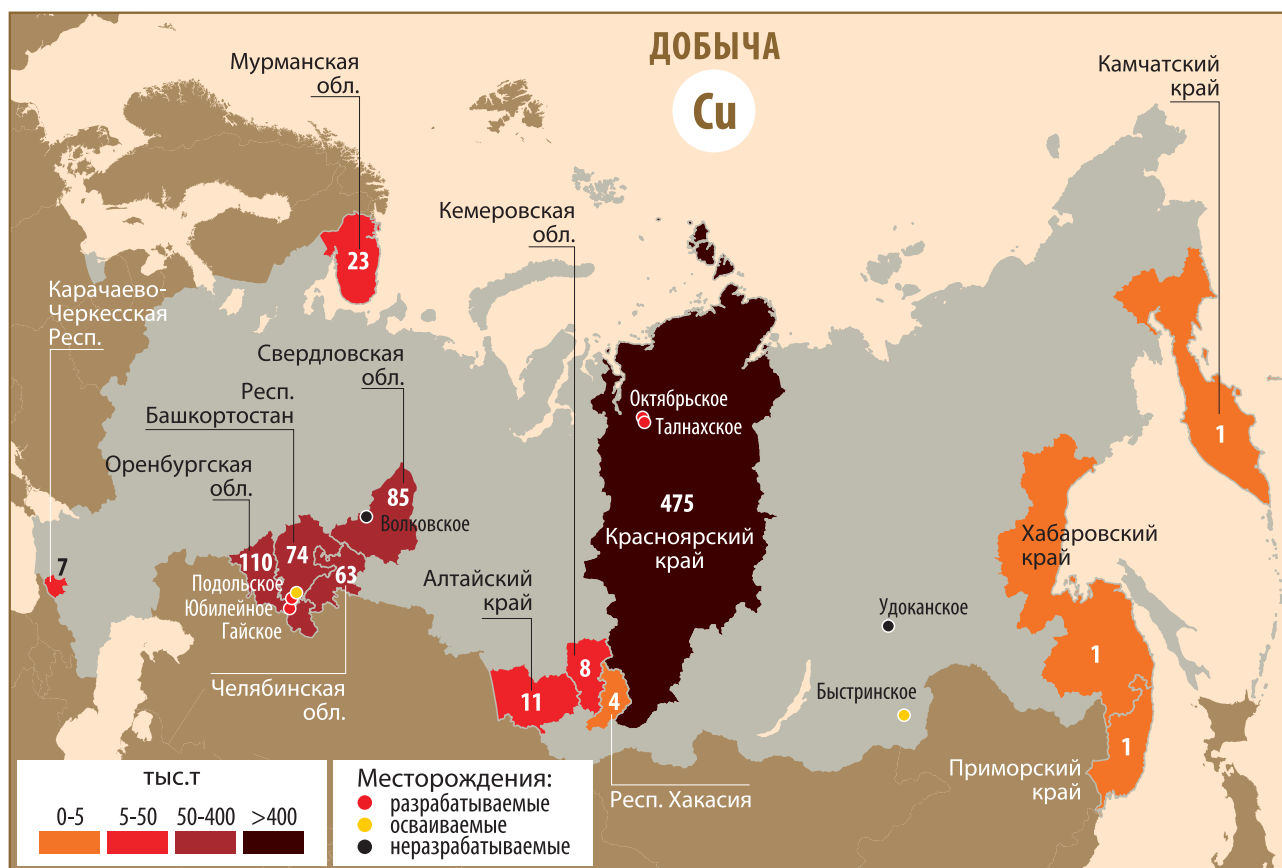 ДОБЫЧА
Cu
Мурманская
обл.
Камчатский
край
Кемеровская
обл.
23
Карачаево-
Черкесская
Респ.
Свердловская
обл.
Респ.
Башкортостан
Октябрьское
Талнахское
1
Оренбургская
обл.
85
475
Волковское
Красноярский
край
Хабаровский
край
110
74
63
7
Подольское
Юбилейное
Гайское
Алтайский
край
Удоканское
8
1
Челябинская
обл.
11
4
Быстринское
1
Приморский
край
Респ. Хакасия
тыс.т
0-5
5-50
50-400
>400
Месторождения:
разрабатываемые
осваиваемые
неразрабатываемые